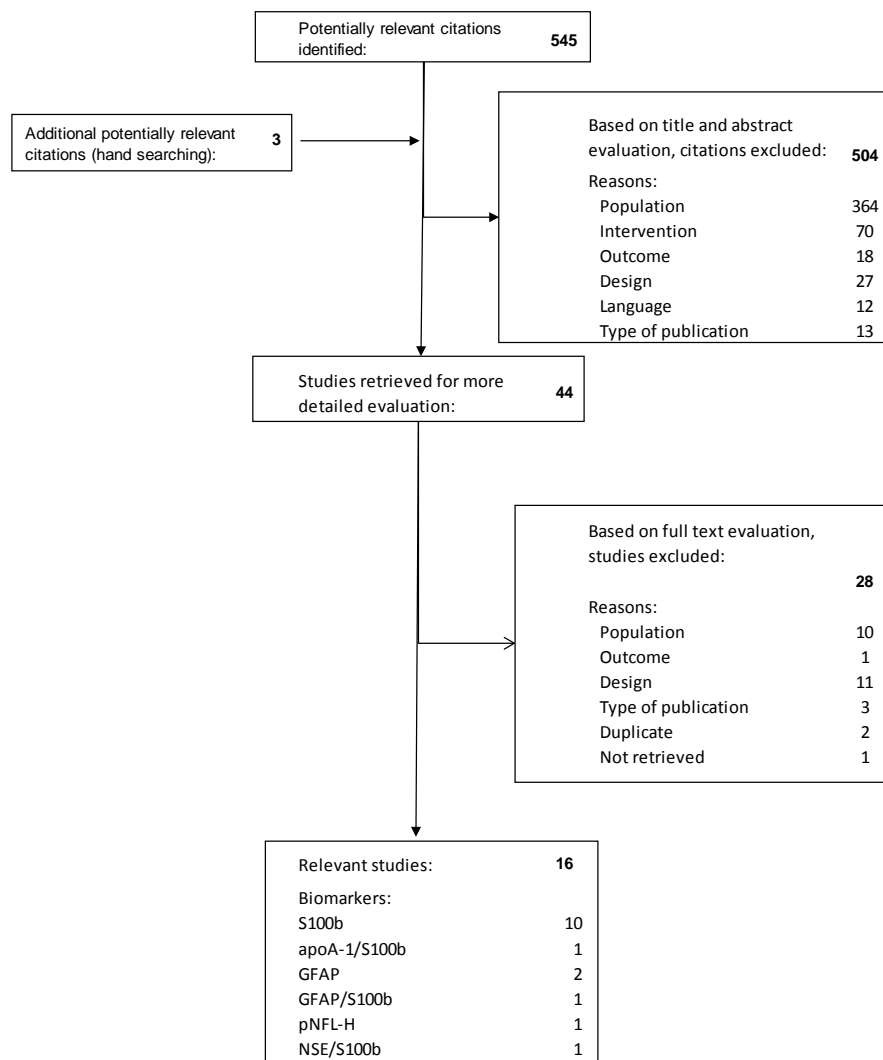 Potentially relevant citations
identified: 545
Additional potentially relevant
citations (hand searching): 3
Based on title and abstract
evaluation, citations excluded: 504
Reasons:
Population 364
Intervention 70
Outcome 18
Design 27
Language 12
Type of publication 13
Studies retrieved for more
detailed evaluation: 44
Based on full text evaluation,
studies excluded:
28
Reasons:
Population 10
Outcome 1
Design 11
Type of publication 3
Duplicate 2
Not retrieved 1
Relevant studies: 16
Biomarkers:
S100b 10
apoA-1/S100b 1
GFAP 2
GFAP/S100b 1
pNFL-H 1
NSE/S100b 1